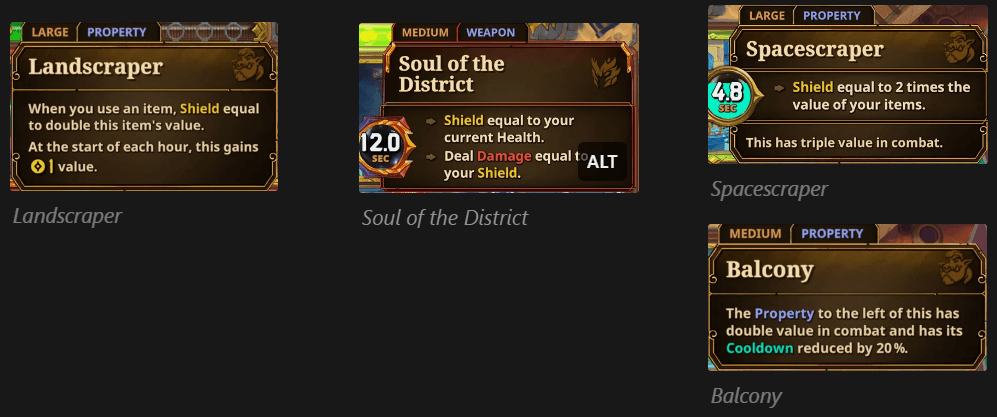 LARGE PROPERTY
Landscraper
When you use an item, Shield equal
to double this item's value.
At the start of each hour, this gains
1 value.
Landscraper
MEDIUM WEAPON
Soul of the
District
12.0
SEC
Shield equal to your
current Health.
Deal Damage equal to
your Shield.
ALT
Soul of the District
LARGE PROPERTY
Spacescraper
4.8
SEC
Shield equal to 2 times the
value of your items.
This has triple value in combat.
Spacescraper
MEDIUM PROPERTY
Balcony
The Property to the left of this has
double value in combat and has its
Cooldown reduced by 20%.
Balcony